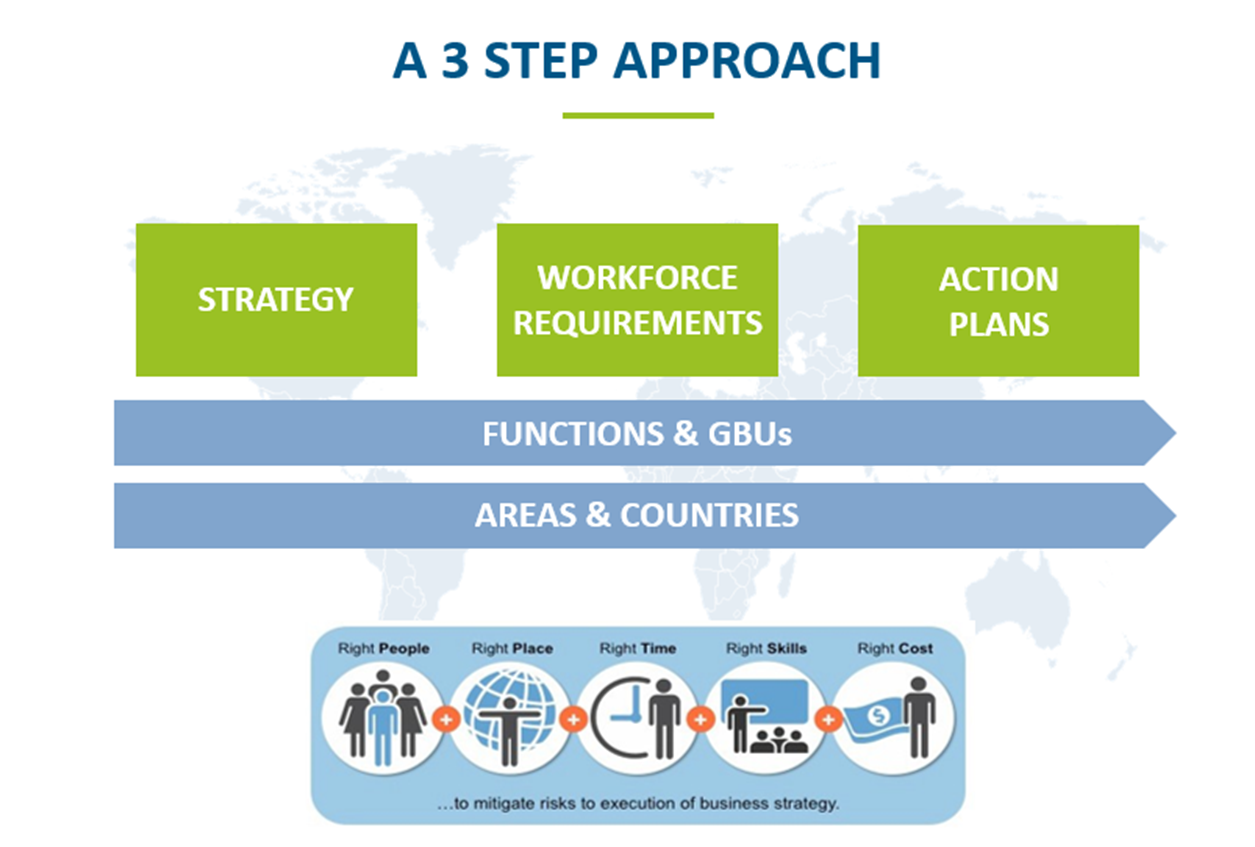 A 3 STEP APPROACH
STRATEGY
WORKFORCE
REQUIREMENTS
ACTION
PLANS
FUNCTIONS & GBUs
AREAS & COUNTRIES
Right People
Right Place
Right Time
Right Skills
Right Cost
$
...to mitigate risks to execution of business strategy.